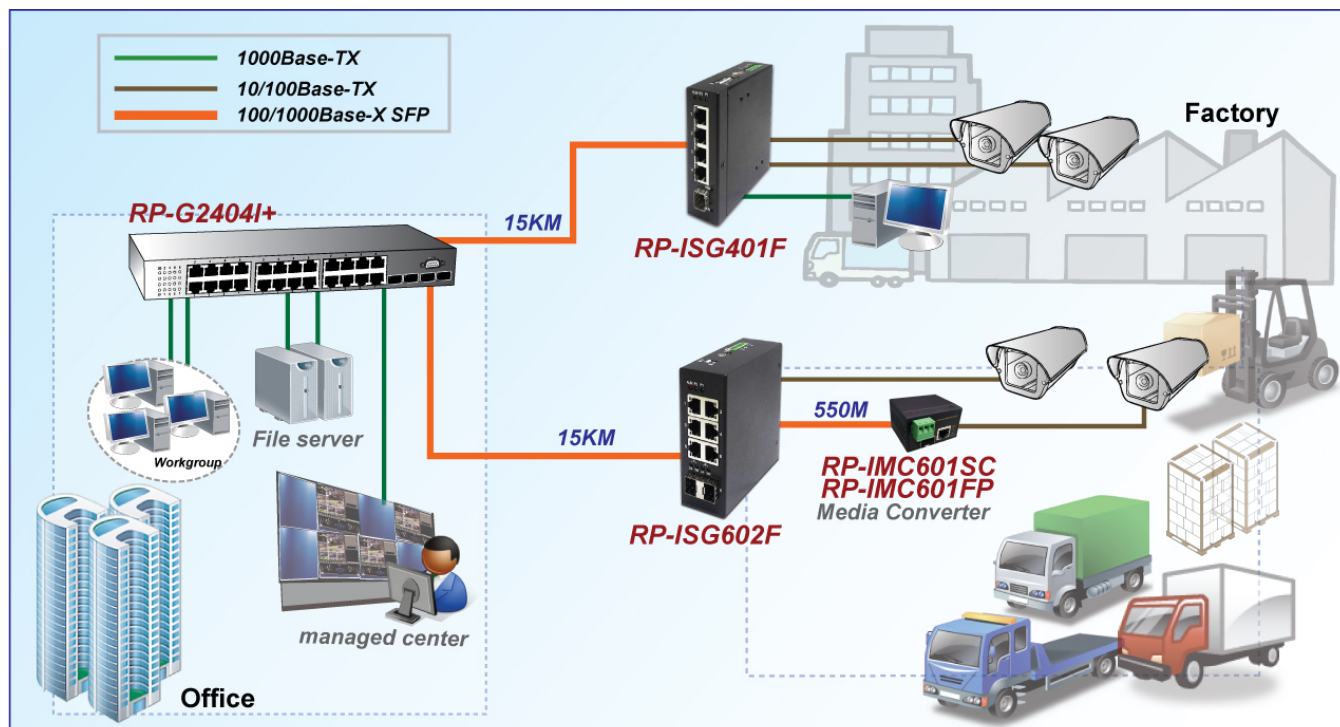 1000Base-TX
10/100Base-TX
100/1000Base-X SFP
Factory
RP-G2404I+
15KM
RP-ISG401F
File server
Workgroup
15KM
550M
RP-IMC601SC
RP-IMC601FP
Media Converter
RP-ISG602F
managed center
Office